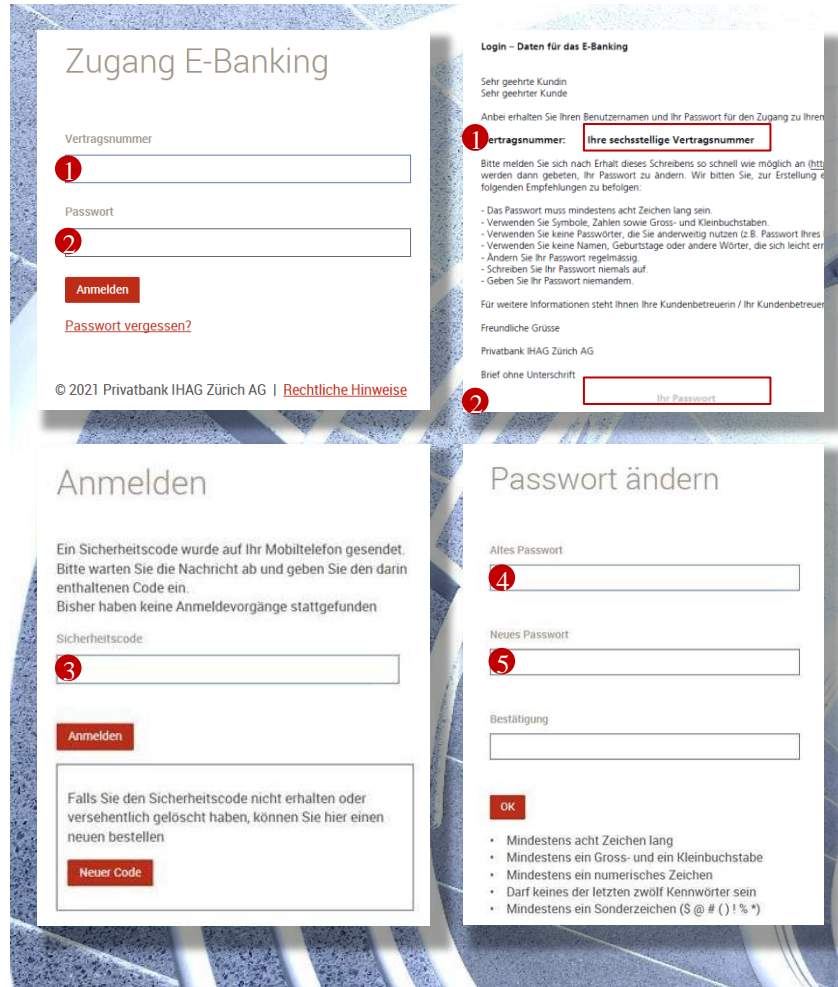 Zugang E-Banking
Vertragsnummer
1
Passwort
2
Anmelden
Passwort vergessen?
© 2021 Privatbank IHAG Zürich AG | Rechtliche Hinweise
Login – Daten für das E-Banking
Sehr geehrte Kundin
Sehr geehrter Kunde
Anbei erhalten Sie Ihren Benutzernamen und Ihr Passwort für den Zugang zu Ihrem
1 ertragsnummer: Ihre sechsstellige Vertragsnummer
Bitte melden Sie sich nach Erhalt dieses Schreibens so schnell wie möglich an (http
werden dann gebeten, Ihr Passwort zu ändern. Wir bitten Sie, zur Erstellung e
folgenden Empfehlungen zu befolgen:
- Das Passwort muss mindestens acht Zeichen lang sein.
- Verwenden Sie Symbole, Zahlen sowie Gross- und Kleinbuchstaben.
- Verwenden Sie keine Passwörter, die Sie anderweitig nutzen (z.B. Passwort Ihres
- Verwenden Sie keine Namen, Geburtstage oder andere Wörter, die sich leicht err
- Ändern Sie Ihr Passwort regelmässig.
- Schreiben Sie Ihr Passwort niemals auf.
- Geben Sie Ihr Passwort niemandem.
Für weitere Informationen steht Ihnen Ihre Kundenbetreuerin / Ihr Kundenbetreuer
Freundliche Grüsse
Privatbank IHAG Zürich AG
Brief ohne Unterschrift
2 Ihr Passwort
Anmelden
Ein Sicherheitscode wurde auf Ihr Mobiltelefon gesendet.
Bitte warten Sie die Nachricht ab und geben Sie den darin
enthaltenen Code ein.
Bisher haben keine Anmeldevorgänge stattgefunden
Sicherheitscode
3
Anmelden
Falls Sie den Sicherheitscode nicht erhalten oder
versehentlich gelöscht haben, können Sie hier einen
neuen bestellen
Neuer Code
Passwort ändern
Altes Passwort
4
Neues Passwort
5
Bestätigung
OK
• Mindestens acht Zeichen lang
• Mindestens ein Gross- und ein Kleinbuchstabe
• Mindestens ein numerisches Zeichen
• Darf keines der letzten zwölf Kennwörter sein
• Mindestens ein Sonderzeichen ($ @ # ( ) ! % *)